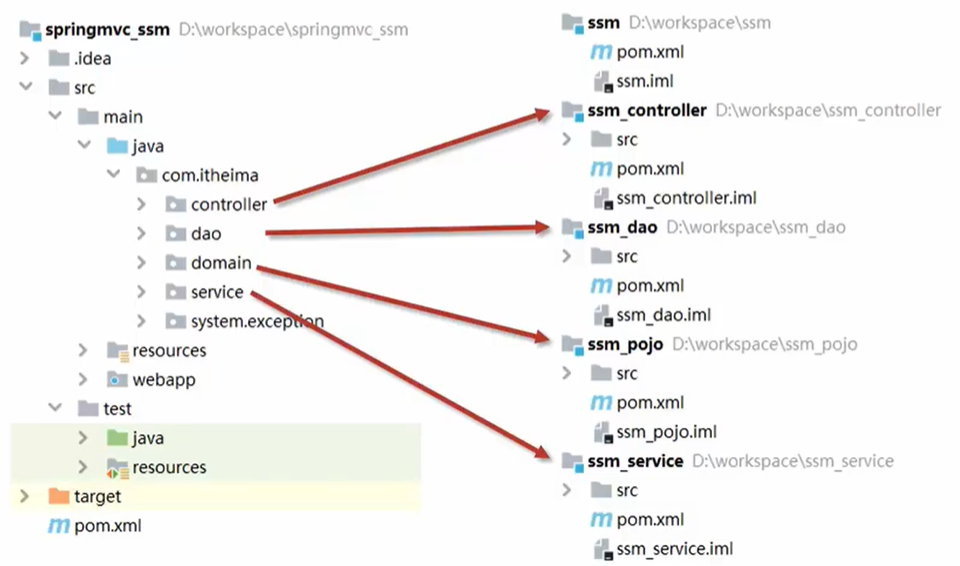 springmvc_ssm D:\workspace\springmvc_ssm
.idea
src
main
java
com.itheima
controller
dao
domain
service
system.exception
resources
webapp
test
java
resources
target
pom.xml
ssm D:\workspace\ssm
pom.xml
ssm.iml
ssm_controller D:\workspace\ssm_controller
src
pom.xml
ssm_controller.iml
ssm_dao D:\workspace\ssm_dao
src
pom.xml
ssm_dao.iml
ssm_pojo D:\workspace\ssm_pojo
src
pom.xml
ssm_pojo.iml
ssm_service D:\workspace\ssm_service
src
pom.xml
ssm_service.iml